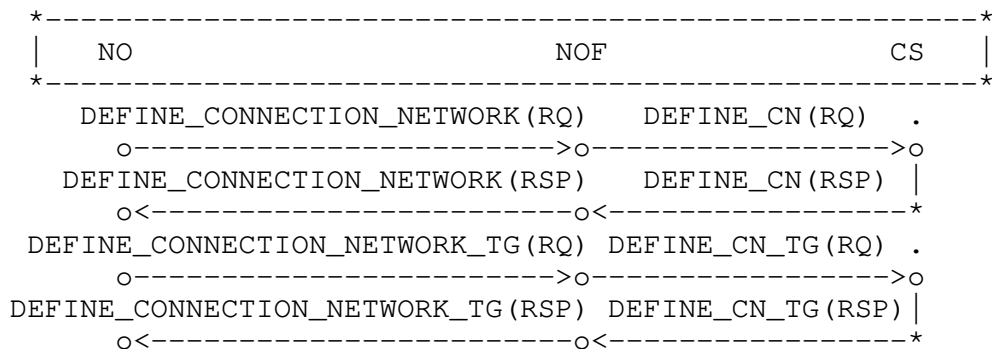 *-----------------------------------------------------*
|   NO                        NOF                CS   |
*-----------------------------------------------------*
DEFINE_CONNECTION_NETWORK(RQ)   DEFINE_CN(RQ)  .
o------------------------>o----------------->o
DEFINE_CONNECTION_NETWORK(RSP)  DEFINE_CN(RSP) |
o<------------------------o<-----------------*
DEFINE_CONNECTION_NETWORK_TG(RQ) DEFINE_CN_TG(RQ) .
o------------------------>o----------------->o
DEFINE_CONNECTION_NETWORK_TG(RSP) DEFINE_CN_TG(RSP)|
o<------------------------o<-----------------*